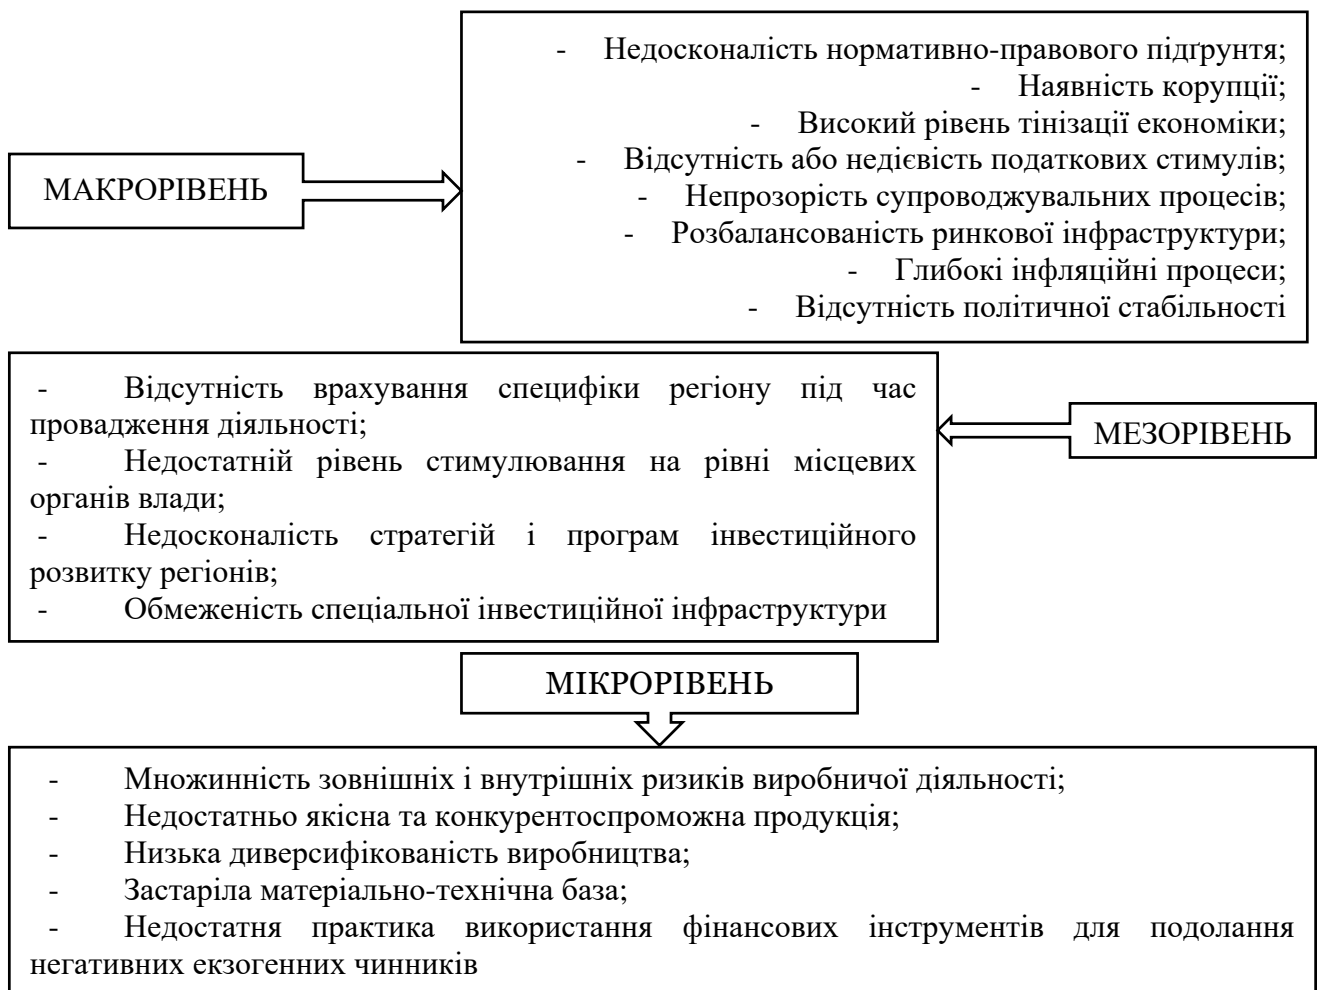 МАКРОРІВЕНЬ
- Недосконалість нормативно-правового підґрунтя;
- Наявність корупції;
- Високий рівень тінізації економіки;
- Відсутність або недієвість податкових стимулів;
- Непрозорість супроводжувальних процесів;
- Розбалансованість ринкової інфраструктури;
- Глибокі інфляційні процеси;
- Відсутність політичної стабільності
МЕЗОРІВЕНЬ
- Відсутність врахування специфіки регіону під час
провадження діяльності;
- Недостатній рівень стимулювання на рівні місцевих
органів влади;
- Недосконалість стратегій і програм інвестиційного
розвитку регіонів;
- Обмеженість спеціальної інвестиційної інфраструктури
МІКРОРІВЕНЬ
- Множинність зовнішніх і внутрішніх ризиків виробничої діяльності;
- Недостатньо якісна та конкурентоспроможна продукція;
- Низька диверсифікованість виробництва;
- Застаріла матеріально-технічна база;
- Недостатня практика використання фінансових інструментів для подолання
негативних екзогенних чинників